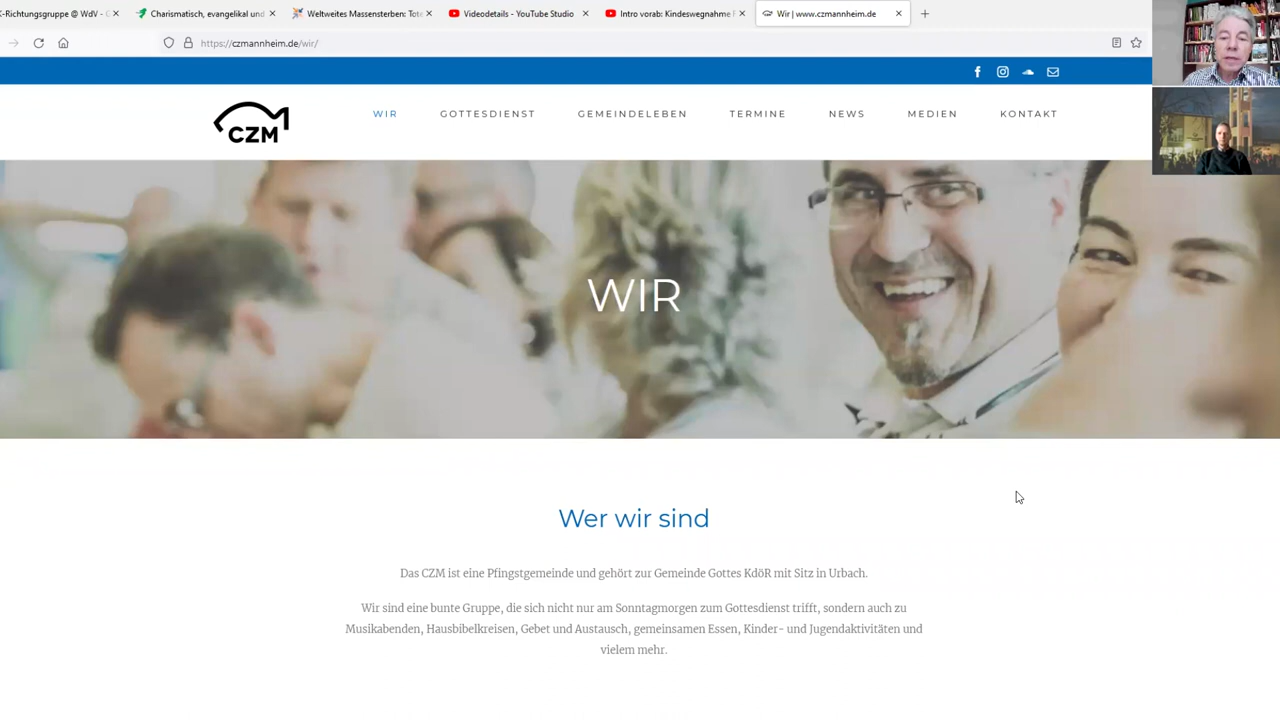 K-Richtungsgruppe @ WdV - G
Charismatisch, evangelikal und
Weltweites Massensterben: Tote
Videodetails - YouTube Studio
Intro vorab: Kindeswegnahme
Wir | www.czmannheim.de
https://czmannheim.de/wir/
CZM
WIR
GOTTESDIENST
GEMEINDELEBEN
TERMINE
NEWS
MEDIEN
KONTAKT
WIR
Wer wir sind
Das CZM ist eine Pfingstgemeinde und gehört zur Gemeinde Gottes KdöR mit Sitz in Urbach.
Wir sind eine bunte Gruppe, die sich nicht nur am Sonntagmorgen zum Gottesdienst trifft, sondern auch zu
Musikabenden, Hausbibelkreisen, Gebet und Austausch, gemeinsamen Essen, Kinder- und Jugendaktivitäten und
vielem mehr.